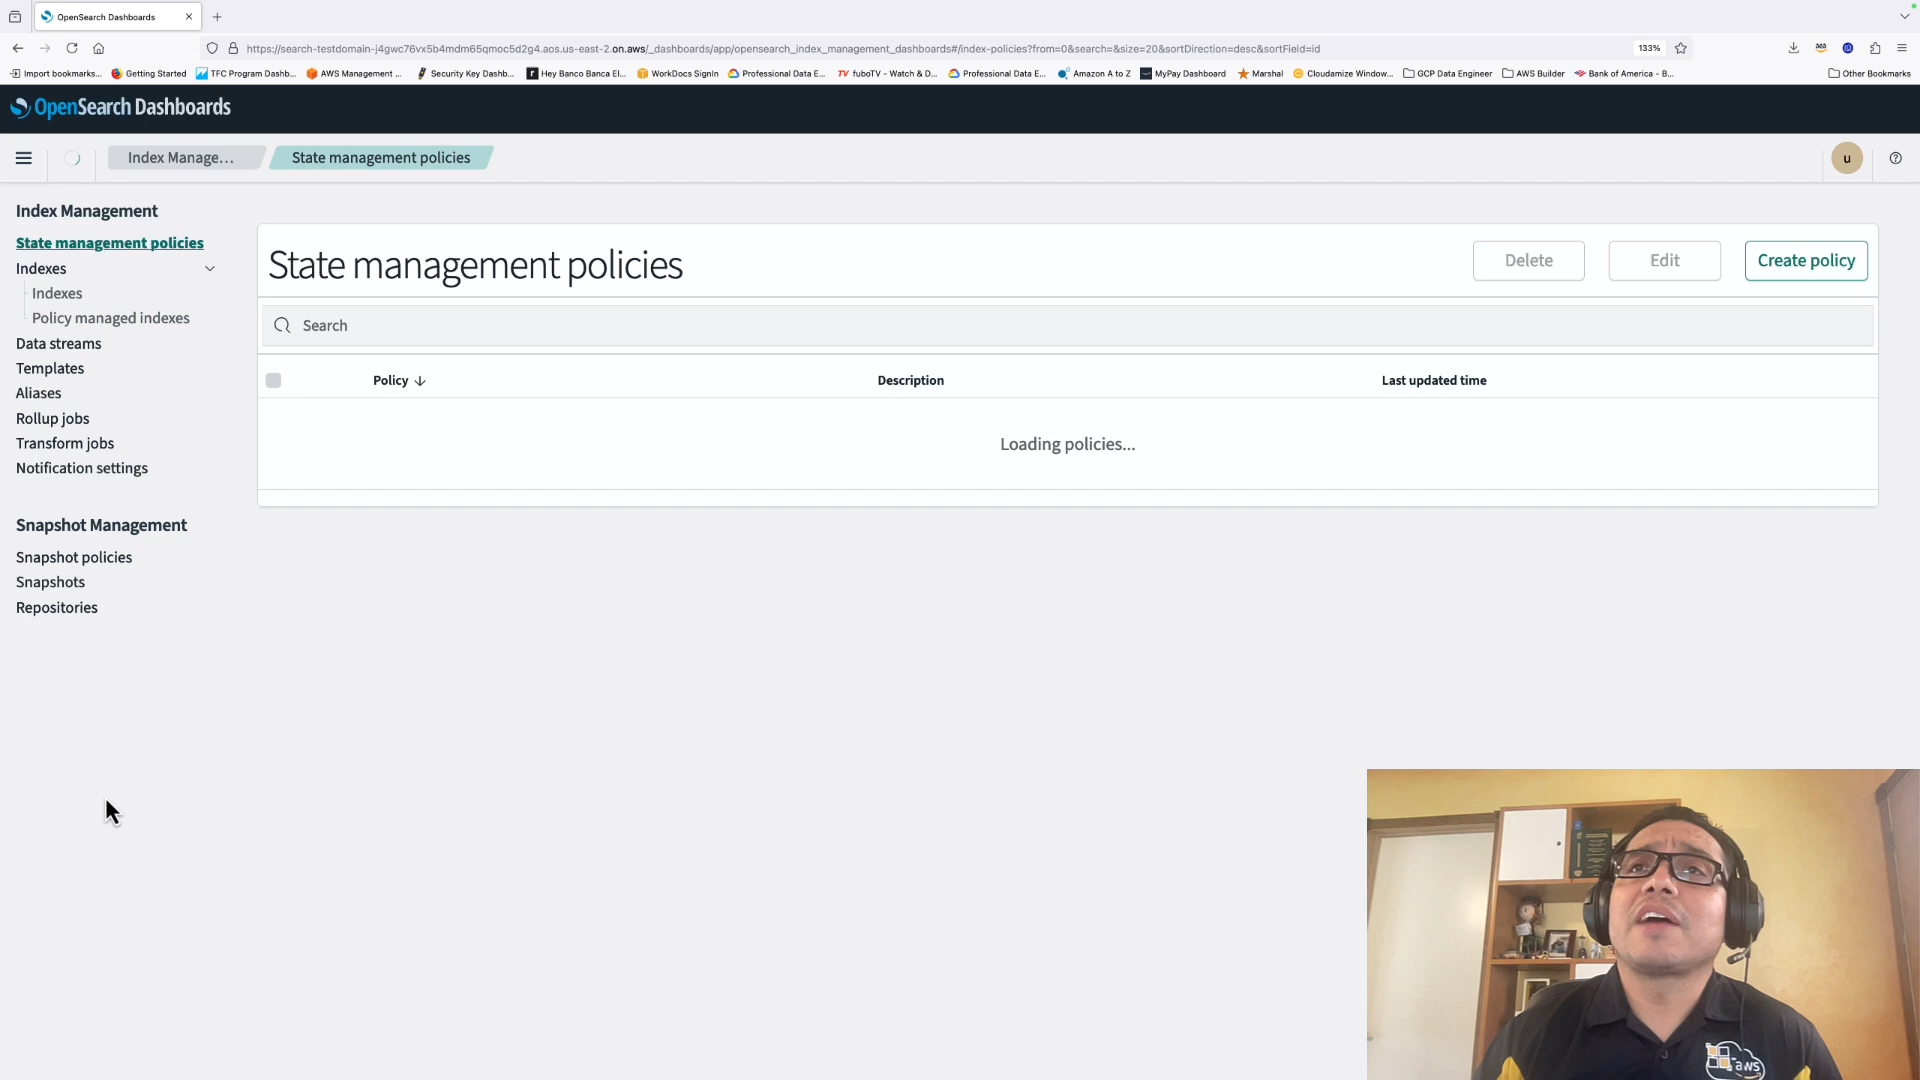 OpenSearch Dashboards
https://search-testdomain-j4gwc76vx5b4mdm65qmoc5d2g4.aos.us-east-2.on.aws/_dashboards/app/opensearch_index_management_dashboards#/index-policies?from=0&search=&size=20&sortDirection=desc&sortField=id
133%
Import bookmarks...
Getting Started
TFC Program Dashb...
AWS Management ...
Security Key Dashb...
Hey Banco Banca El...
WorkDocs SignIn
Professional Data E...
fuboTV - Watch & D...
Professional Data E...
Amazon A to Z
MyPay Dashboard
Marshal
Cloudamize Window...
GCP Data Engineer
AWS Builder
Bank of America - B...
Other Bookmarks
OpenSearch Dashboards
Index Manage...
State management policies
u
Index Management
State management policies
Indexes
Indexes
Policy managed indexes
Data streams
Templates
Aliases
Rollup jobs
Transform jobs
Notification settings
Snapshot Management
Snapshot policies
Snapshots
Repositories
State management policies
Delete
Edit
Create policy
Search
Policy
Description
Last updated time
Loading policies...
aws